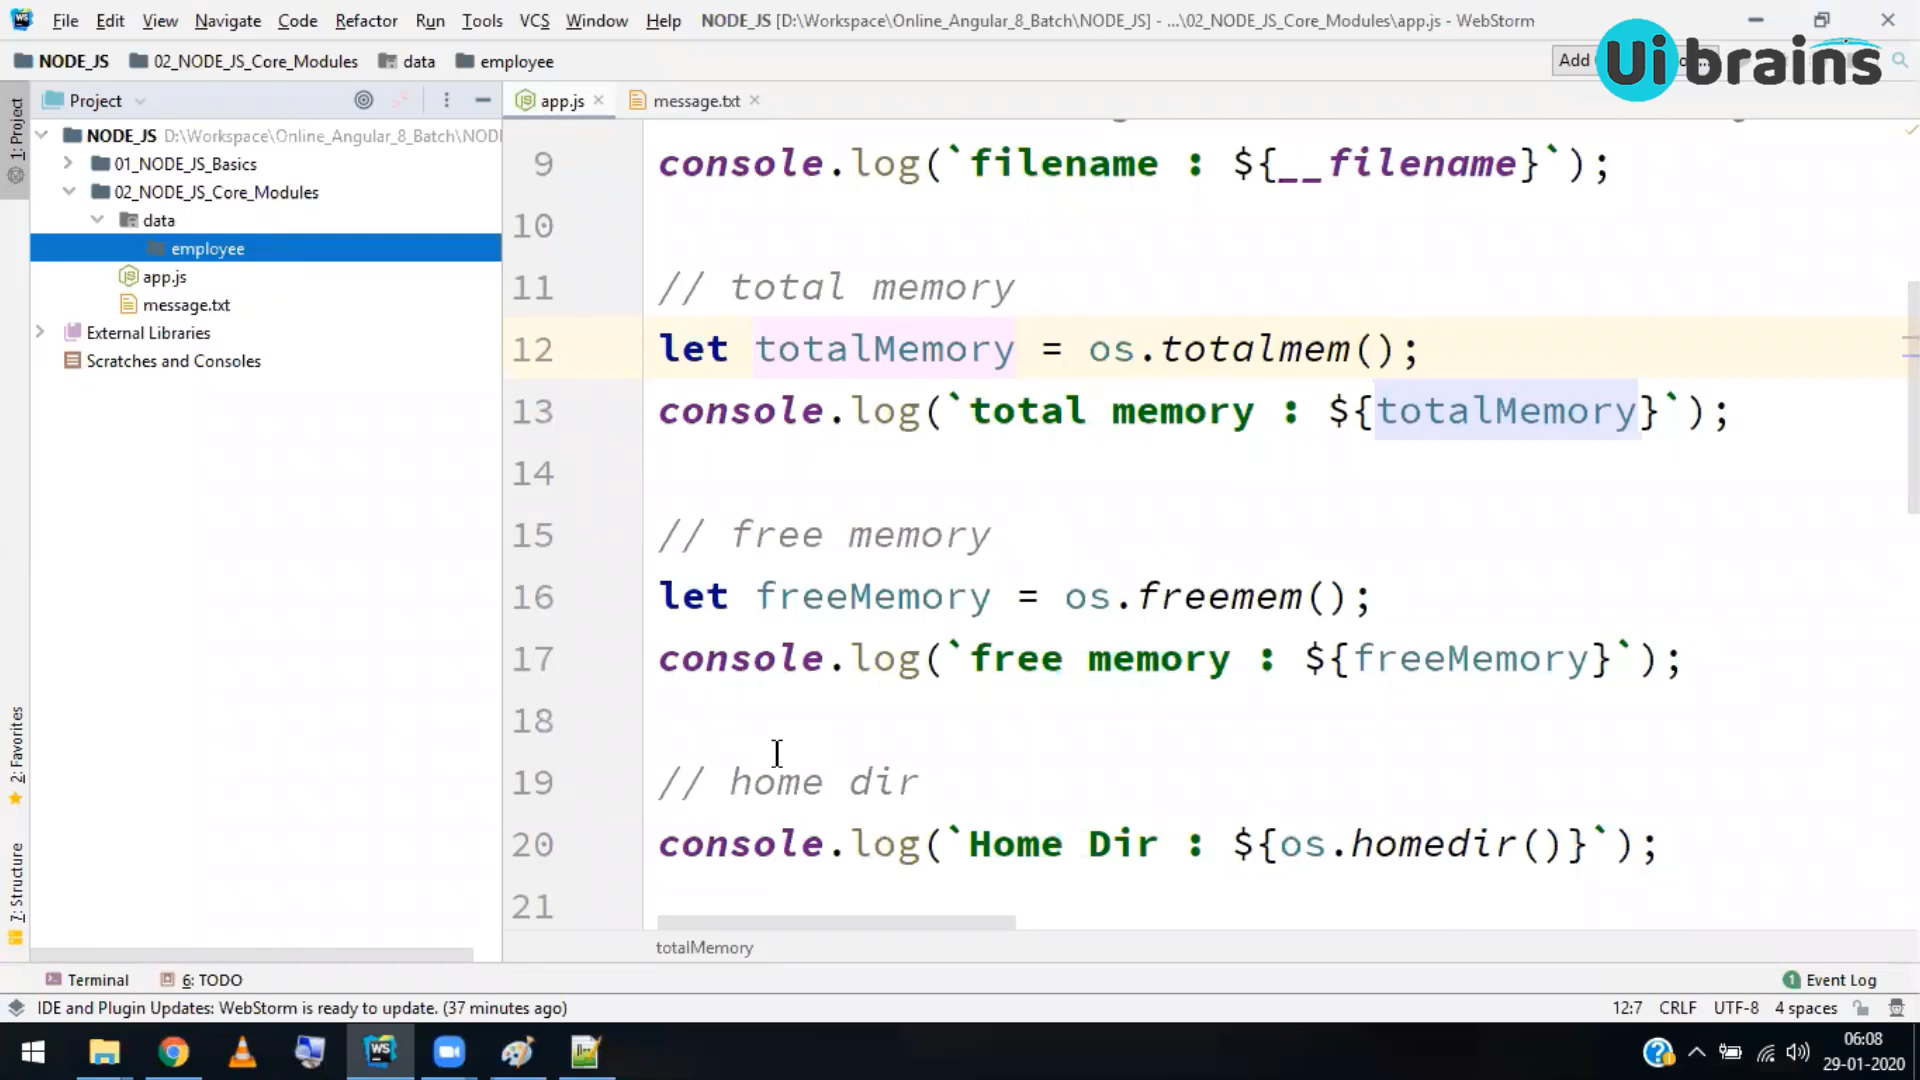 File Edit View Navigate Code Refactor Run Tools VCS Window Help NODE_JS [D:\Workspace\Online_Angular_8_Batch\NODE_JS] - ...\02_NODE_JS_Core_Modules\app.js - WebStorm
NODE_JS 02_NODE_JS_Core_Modules data employee Add
Ui brains
1: Project
Project
app.js
message.txt
NODE_JS D:\Workspace\Online_Angular_8_Batch\NODE
01_NODE_JS_Basics
02_NODE_JS_Core_Modules
data
employee
app.js
message.txt
External Libraries
Scratches and Consoles
9 console.log(`filename : ${__filename}`);
10
11 // total memory
12 let totalMemory = os.totalmem();
13 console.log(`total memory : ${totalMemory}`);
14
15 // free memory
16 let freeMemory = os.freemem();
17 console.log(`free memory : ${freeMemory}`);
18
19 // home dir
20 console.log(`Home Dir : ${os.homedir()}`);
21
totalMemory
2: Favorites
7: Structure
Terminal 6: TODO 1 Event Log
IDE and Plugin Updates: WebStorm is ready to update. (37 minutes ago) 12:7 CRLF UTF-8 4 spaces
WS
06:08
29-01-2020